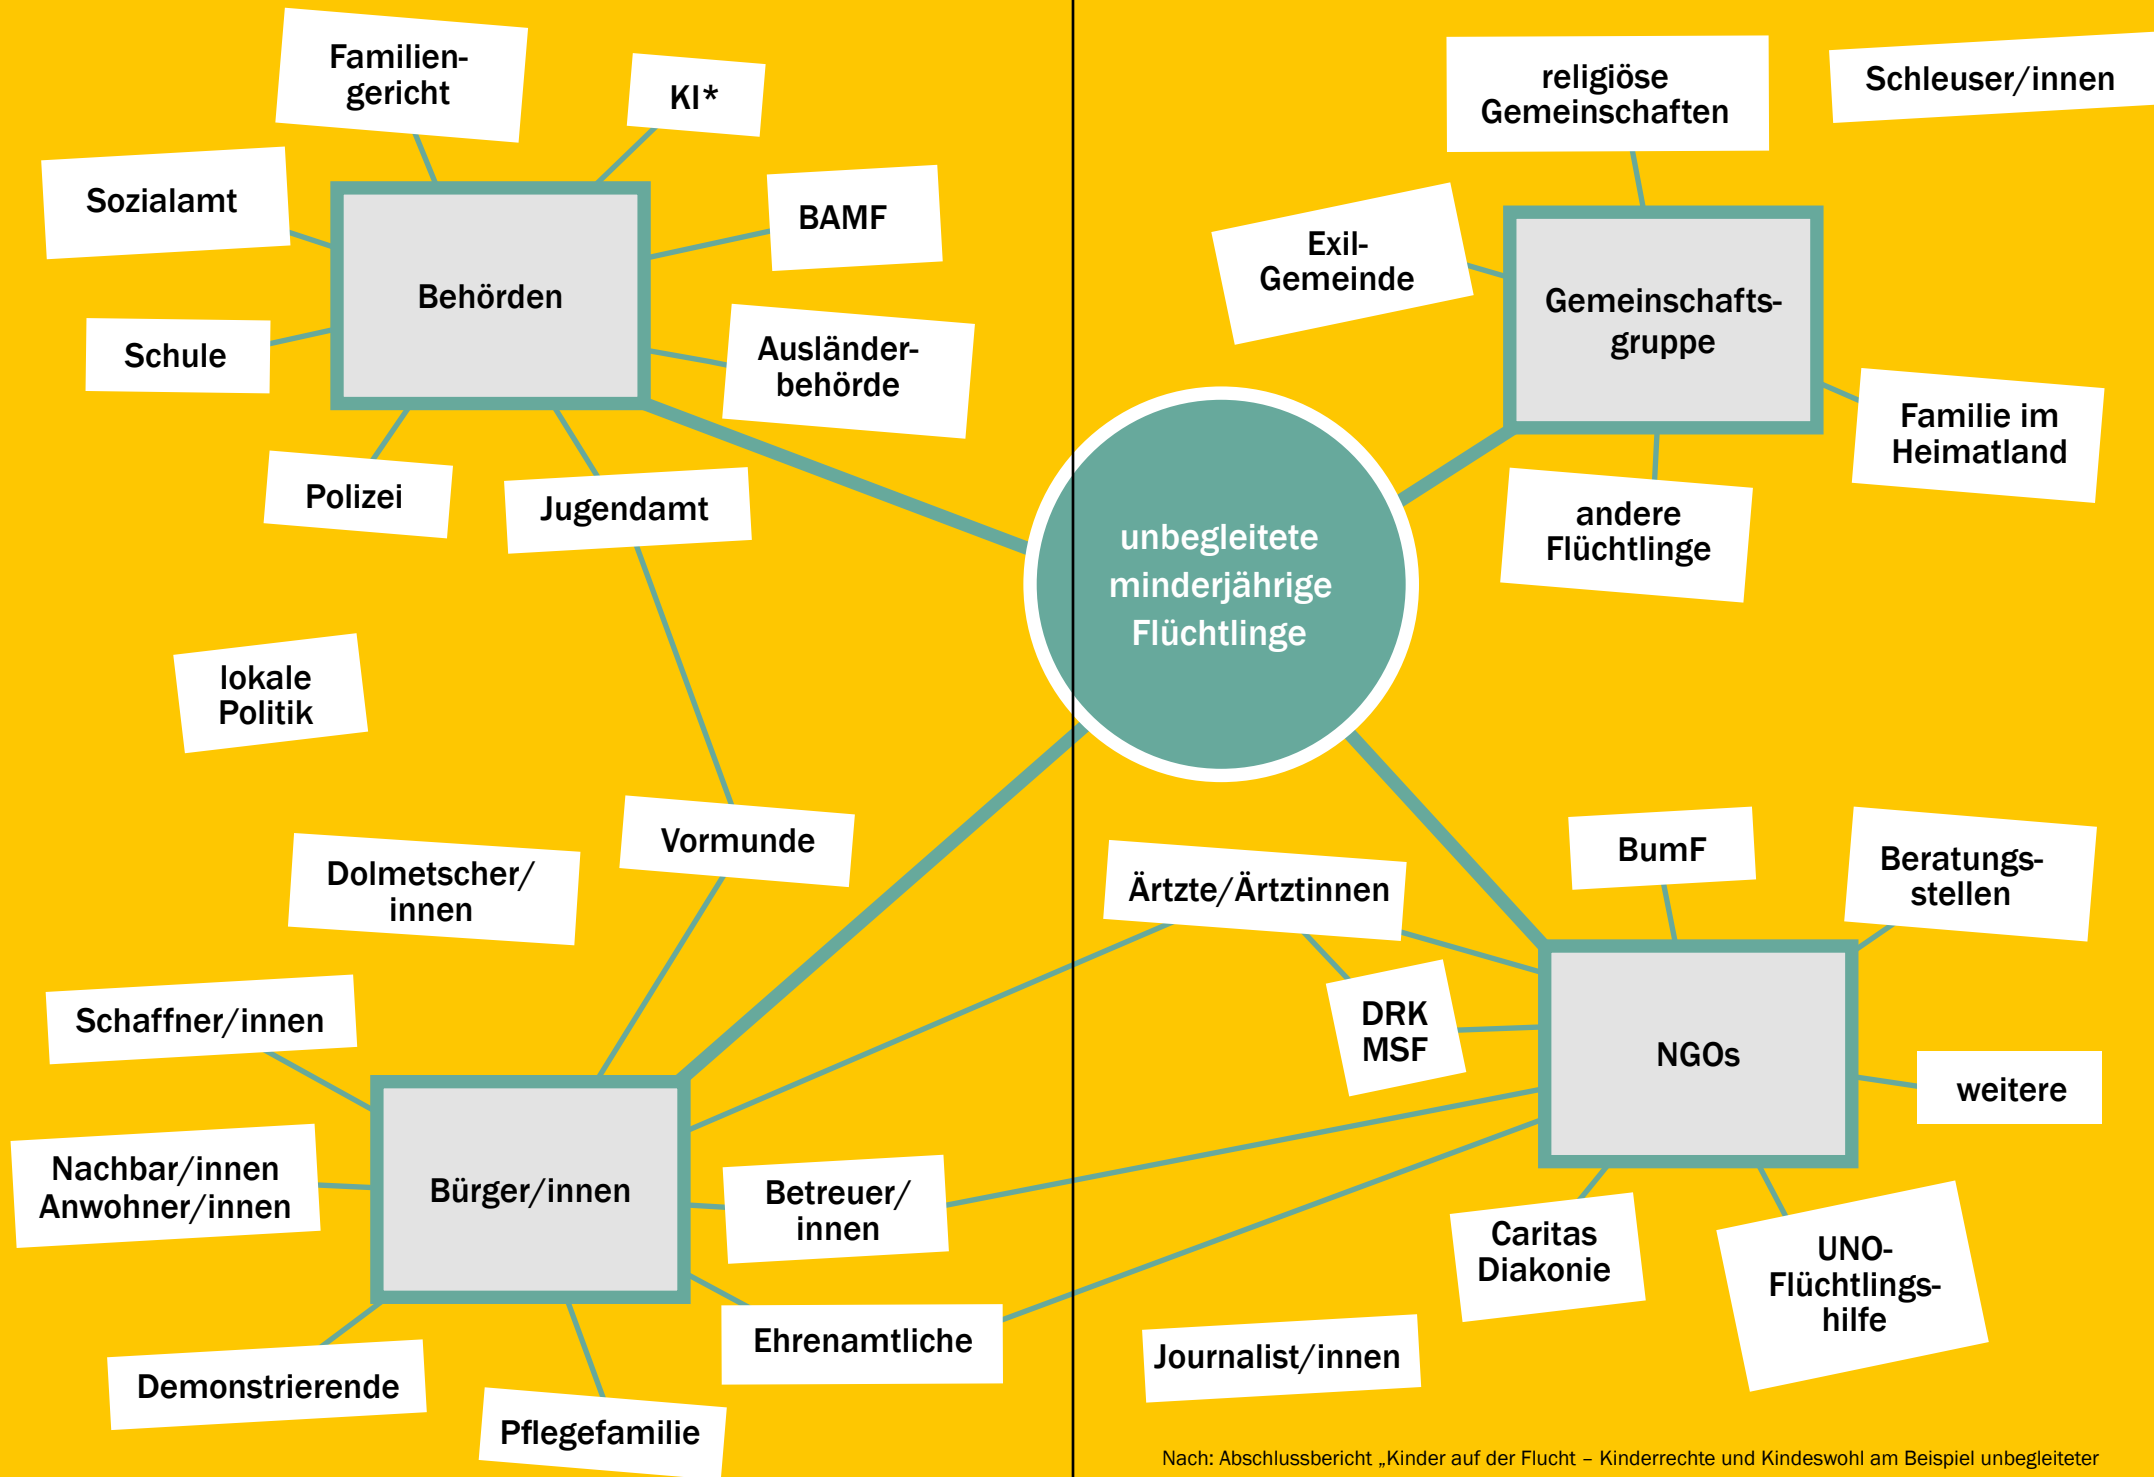 Familien-
gericht
KI*
Sozialamt
BAMF
Behörden
Schule
Ausländer-
behörde
Polizei
Jugendamt
lokale
Politik
Vormunde
Dolmetscher/
innen
Schaffner/innen
Nachbar/innen
Anwohner/innen
Bürger/innen
Betreuer/
innen
Ehrenamtliche
Demonstrierende
Pflegefamilie
religiöse
Gemeinschaften
Schleuser/innen
Exil-
Gemeinde
Gemeinschafts-
gruppe
Familie im
Heimatland
andere
Flüchtlinge
unbegleitete
minderjährige
Flüchtlinge
BumF
Beratungs-
stellen
Ärtzte/Ärtztinnen
DRK
MSF
NGOs
weitere
Caritas
Diakonie
UNO-
Flüchtlings-
hilfe
Journalist/innen
Nach: Abschlussbericht „Kinder auf der Flucht – Kinderrechte und Kindeswohl am Beispiel unbegleiteter